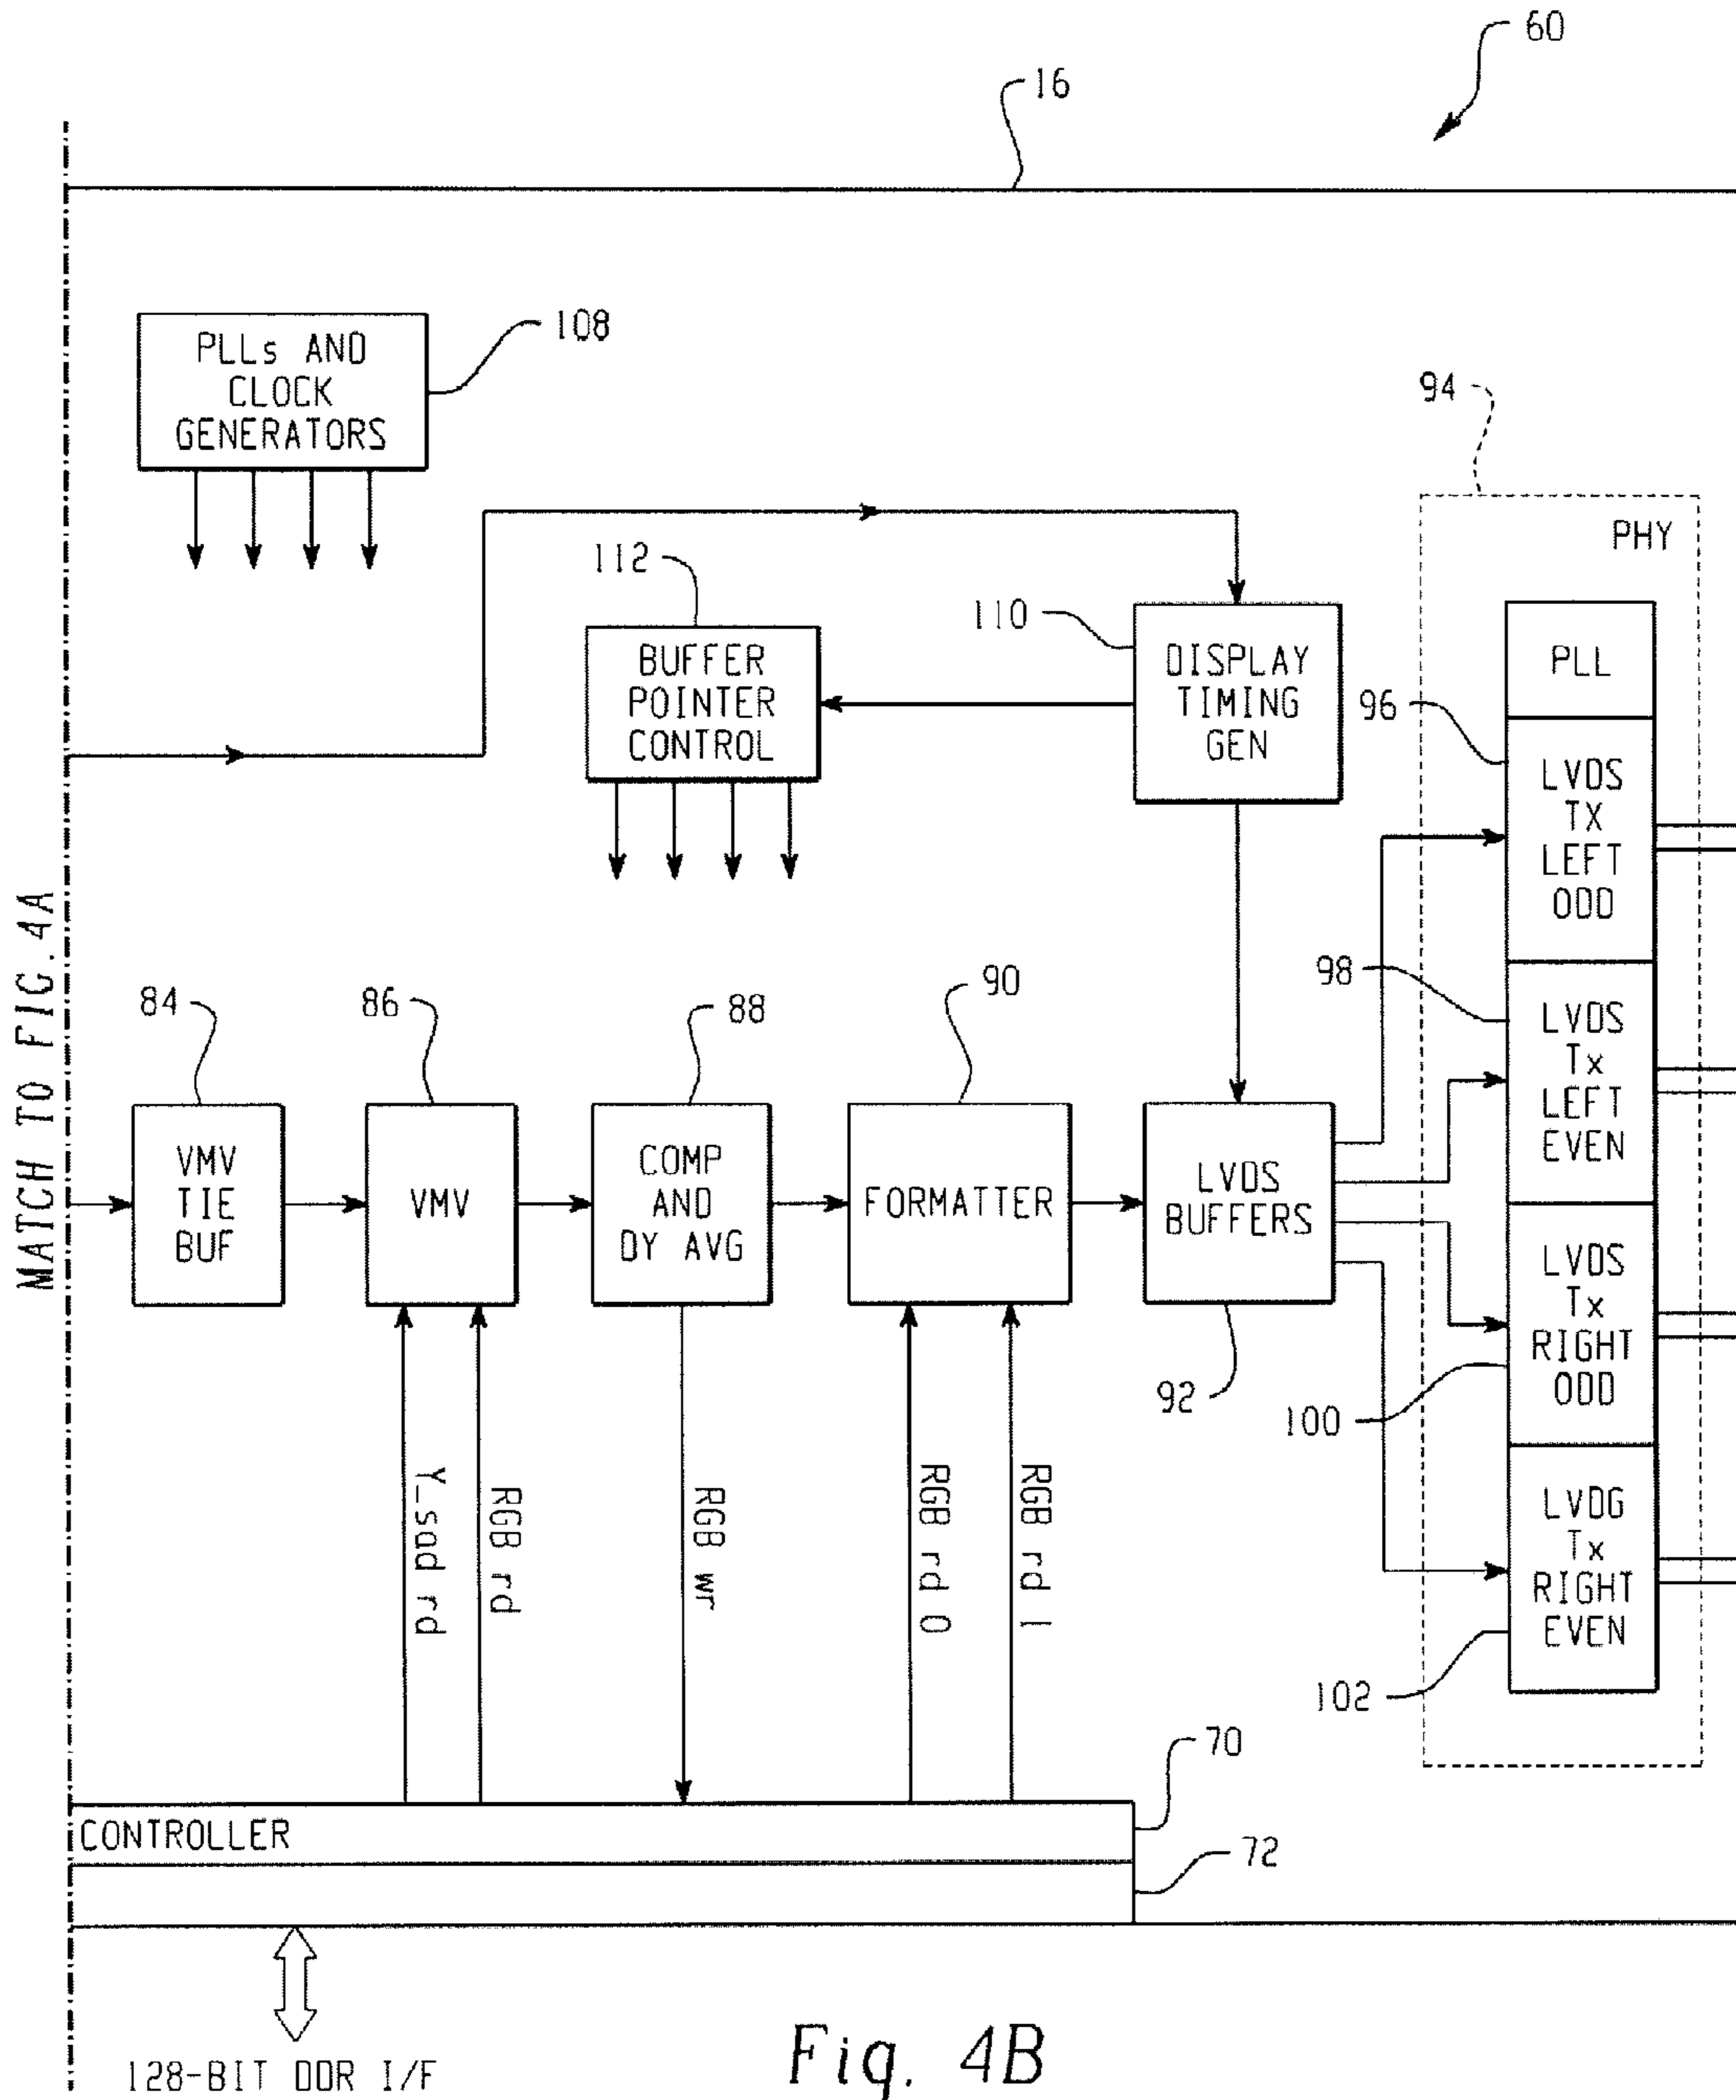 60
16
PLLs AND
CLOCK
GENERATORS
108
94
PHY
112
BUFFER
POINTER
CONTROL
110
DISPLAY
TIMING
GEN
PLL
96
LVDS
TX
LEFT
ODD
98
LVDS
Tx
LEFT
EVEN
MATCH TO FIG.4A
84
VMV
TIE
BUF
86
VMV
88
COMP
AND
DY AVG
90
FORMATTER
LVDS
BUFFERS
92
LVDS
Tx
RIGHT
ODD
100
LVDG
Tx
RIGHT
EVEN
102
Y_sad rd
RGB rd
RGB wr
RGB rd 0
RGB rd 1
70
CONTROLLER
72
128-BIT DDR I/F
Fig. 4B